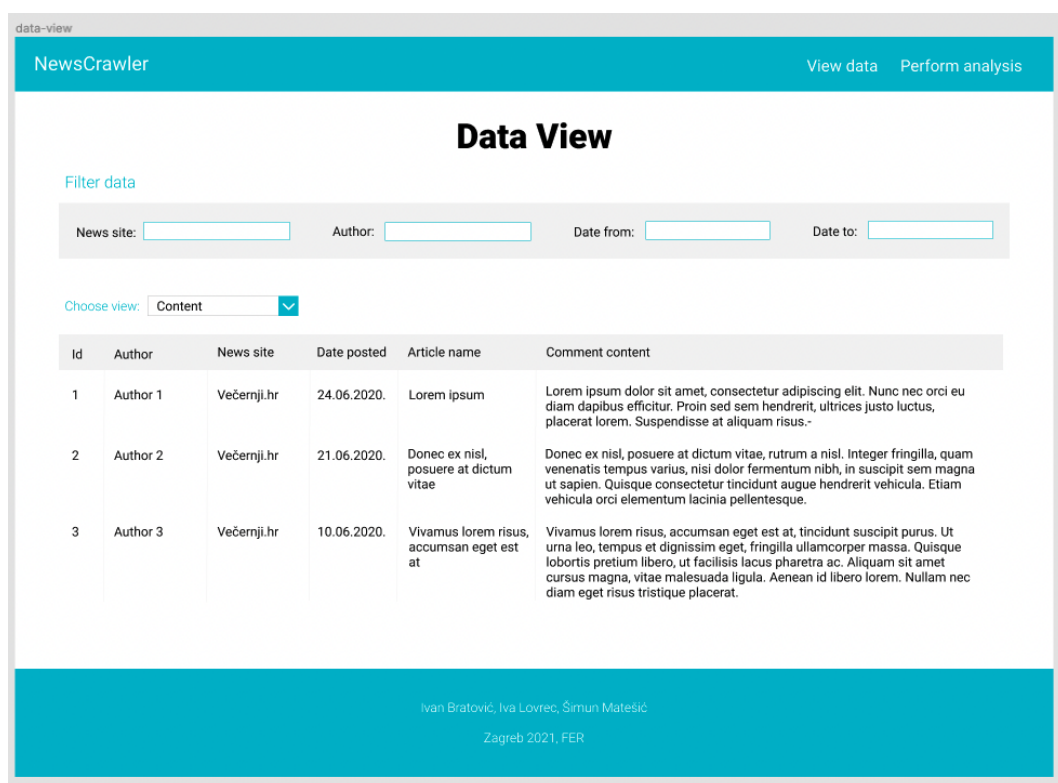 data-view
NewsCrawler
View data
Perform analysis
Data View
Filter data
News site:
Author:
Date from:
Date to:
Choose view:
Content
Id
Author
News site
Date posted
Article name
Comment content
1
Author 1
Večernji.hr
24.06.2020.
Lorem ipsum
Lorem ipsum dolor sit amet, consectetur adipiscing elit. Nunc nec orci eu
diam dapibus efficitur. Proin sed sem hendrerit, ultrices justo luctus,
placerat lorem. Suspendisse at aliquam risus.-
2
Author 2
Večernji.hr
21.06.2020.
Donec ex nisl,
posuere at dictum
vitae
Donec ex nisl, posuere at dictum vitae, rutrum a nisl. Integer fringilla, quam
venenatis tempus varius, nisi dolor fermentum nibh, in suscipit sem magna
ut sapien. Quisque consectetur tincidunt augue hendrerit vehicula. Etiam
vehicula orci elementum lacinia pellentesque.
3
Author 3
Večernji.hr
10.06.2020.
Vivamus lorem risus,
accumsan eget est
at
Vivamus lorem risus, accumsan eget est at, tincidunt suscipit purus. Ut
urna leo, tempus et dignissim eget, fringilla ullamcorper massa. Quisque
lobortis pretium libero, ut facilisis lacus pharetra ac. Aliquam sit amet
cursus magna, vitae malesuada ligula. Aenean id libero lorem. Nullam nec
diam eget risus tristique placerat.
Ivan Bratović, Iva Lovrec, Šimun Matešić
Zagreb 2021, FER